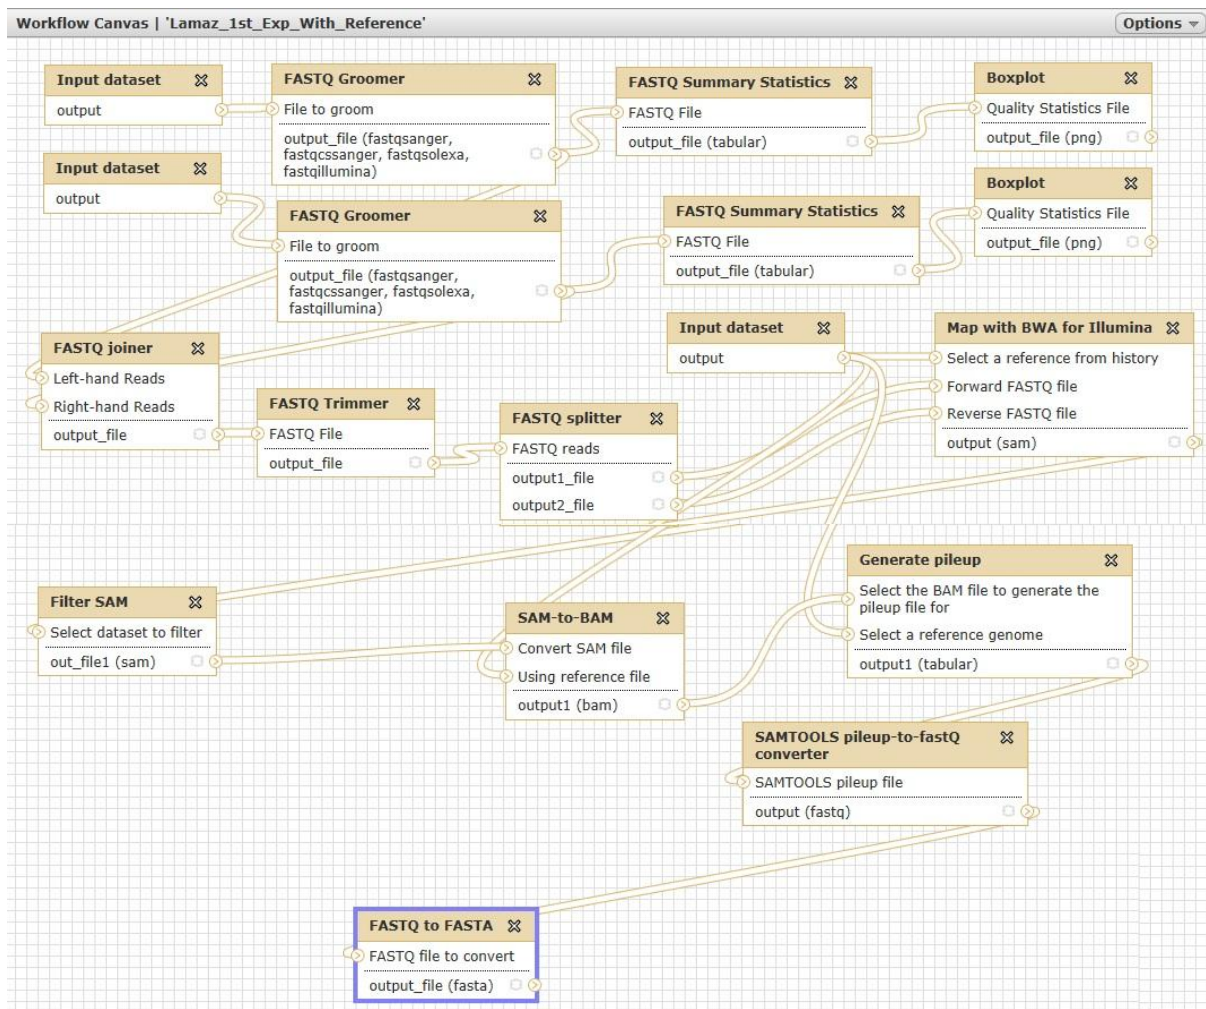 Workflow Canvas | 'Lamaz_1st_Exp_With_Reference'
Options
Input dataset
output
FASTQ Groomer
File to groom
output_file (fastqsanger,
fastqcssanger, fastqsolexa,
fastqillumina)
FASTQ Summary Statistics
FASTQ File
output_file (tabular)
Boxplot
Quality Statistics File
output_file (png)
Input dataset
output
FASTQ Groomer
File to groom
output_file (fastqsanger,
fastqcssanger, fastqsolexa,
fastqillumina)
FASTQ Summary Statistics
FASTQ File
output_file (tabular)
Boxplot
Quality Statistics File
output_file (png)
FASTQ joiner
Left-hand Reads
Right-hand Reads
output_file
FASTQ Trimmer
FASTQ File
output_file
FASTQ splitter
FASTQ reads
output1_file
output2_file
Input dataset
output
Map with BWA for Illumina
Select a reference from history
Forward FASTQ file
Reverse FASTQ file
output (sam)
Filter SAM
Select dataset to filter
out_file1 (sam)
SAM-to-BAM
Convert SAM file
Using reference file
output1 (bam)
Generate pileup
Select the BAM file to generate the
pileup file for
Select a reference genome
output1 (tabular)
SAMTOOLS pileup-to-fastQ
converter
SAMTOOLS pileup file
output (fastq)
FASTQ to FASTA
FASTQ file to convert
output_file (fasta)